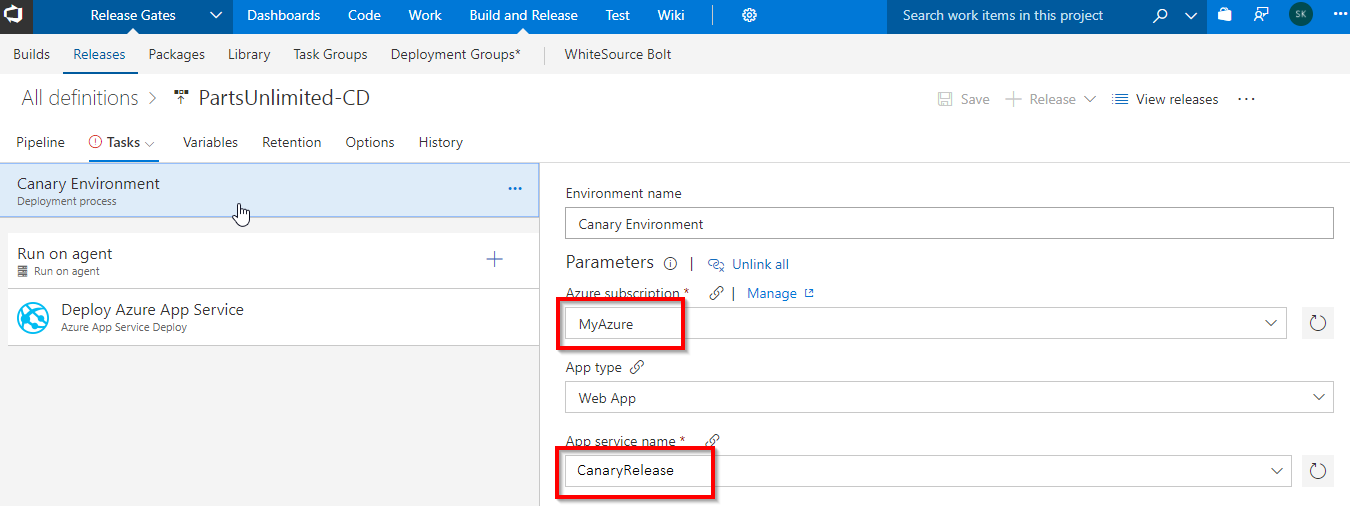 Release Gates Dashboards Code Work Build and Release Test Wiki Search work items in this project SK
Builds Releases Packages Library Task Groups Deployment Groups* WhiteSource Bolt
All definitions > PartsUnlimited-CD Save Release View releases ...
Pipeline Tasks Variables Retention Options History
Canary Environment
Deployment process
Run on agent
Run on agent
Deploy Azure App Service
Azure App Service Deploy
Environment name
Canary Environment
Parameters | Unlink all
Azure subscription * | Manage
MyAzure
App type
Web App
App service name *
CanaryRelease